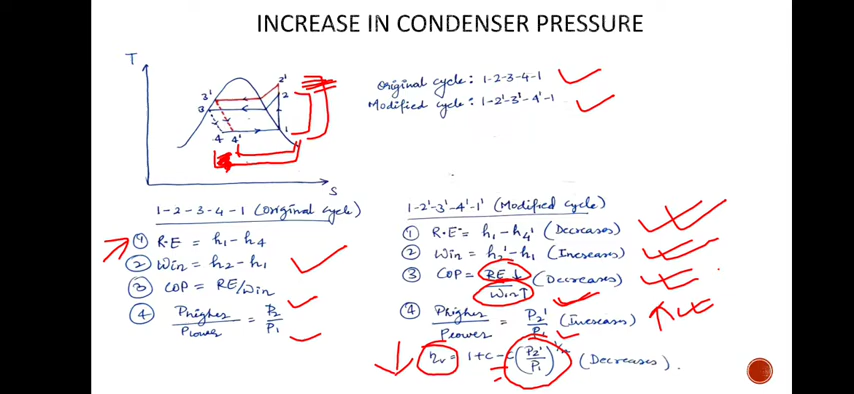 INCREASE IN CONDENSER PRESSURE
T
2'
3'
2
3
1
4 4'
S
Original cycle: 1-2-3-4-1
Modified cycle: 1-2'-3'-4'-1
1-2-3-4-1 (Original cycle)
① R.E = h1-h4
② Win = h2-h1
③ COP = RE/Win
④ Phigher/Plower = P2/P1
1-2'-3'-4'-1' (Modified cycle)
① R.E = h1-h4' (Decreases)
② Win = h2'-h1 (Increases)
③ COP = RE↓/Win↑ (Decreases)
④ Phigher/Plower = P2'/P1 (Increases)
ηv = 1+C-C(P2'/P1)^1/n (Decreases).